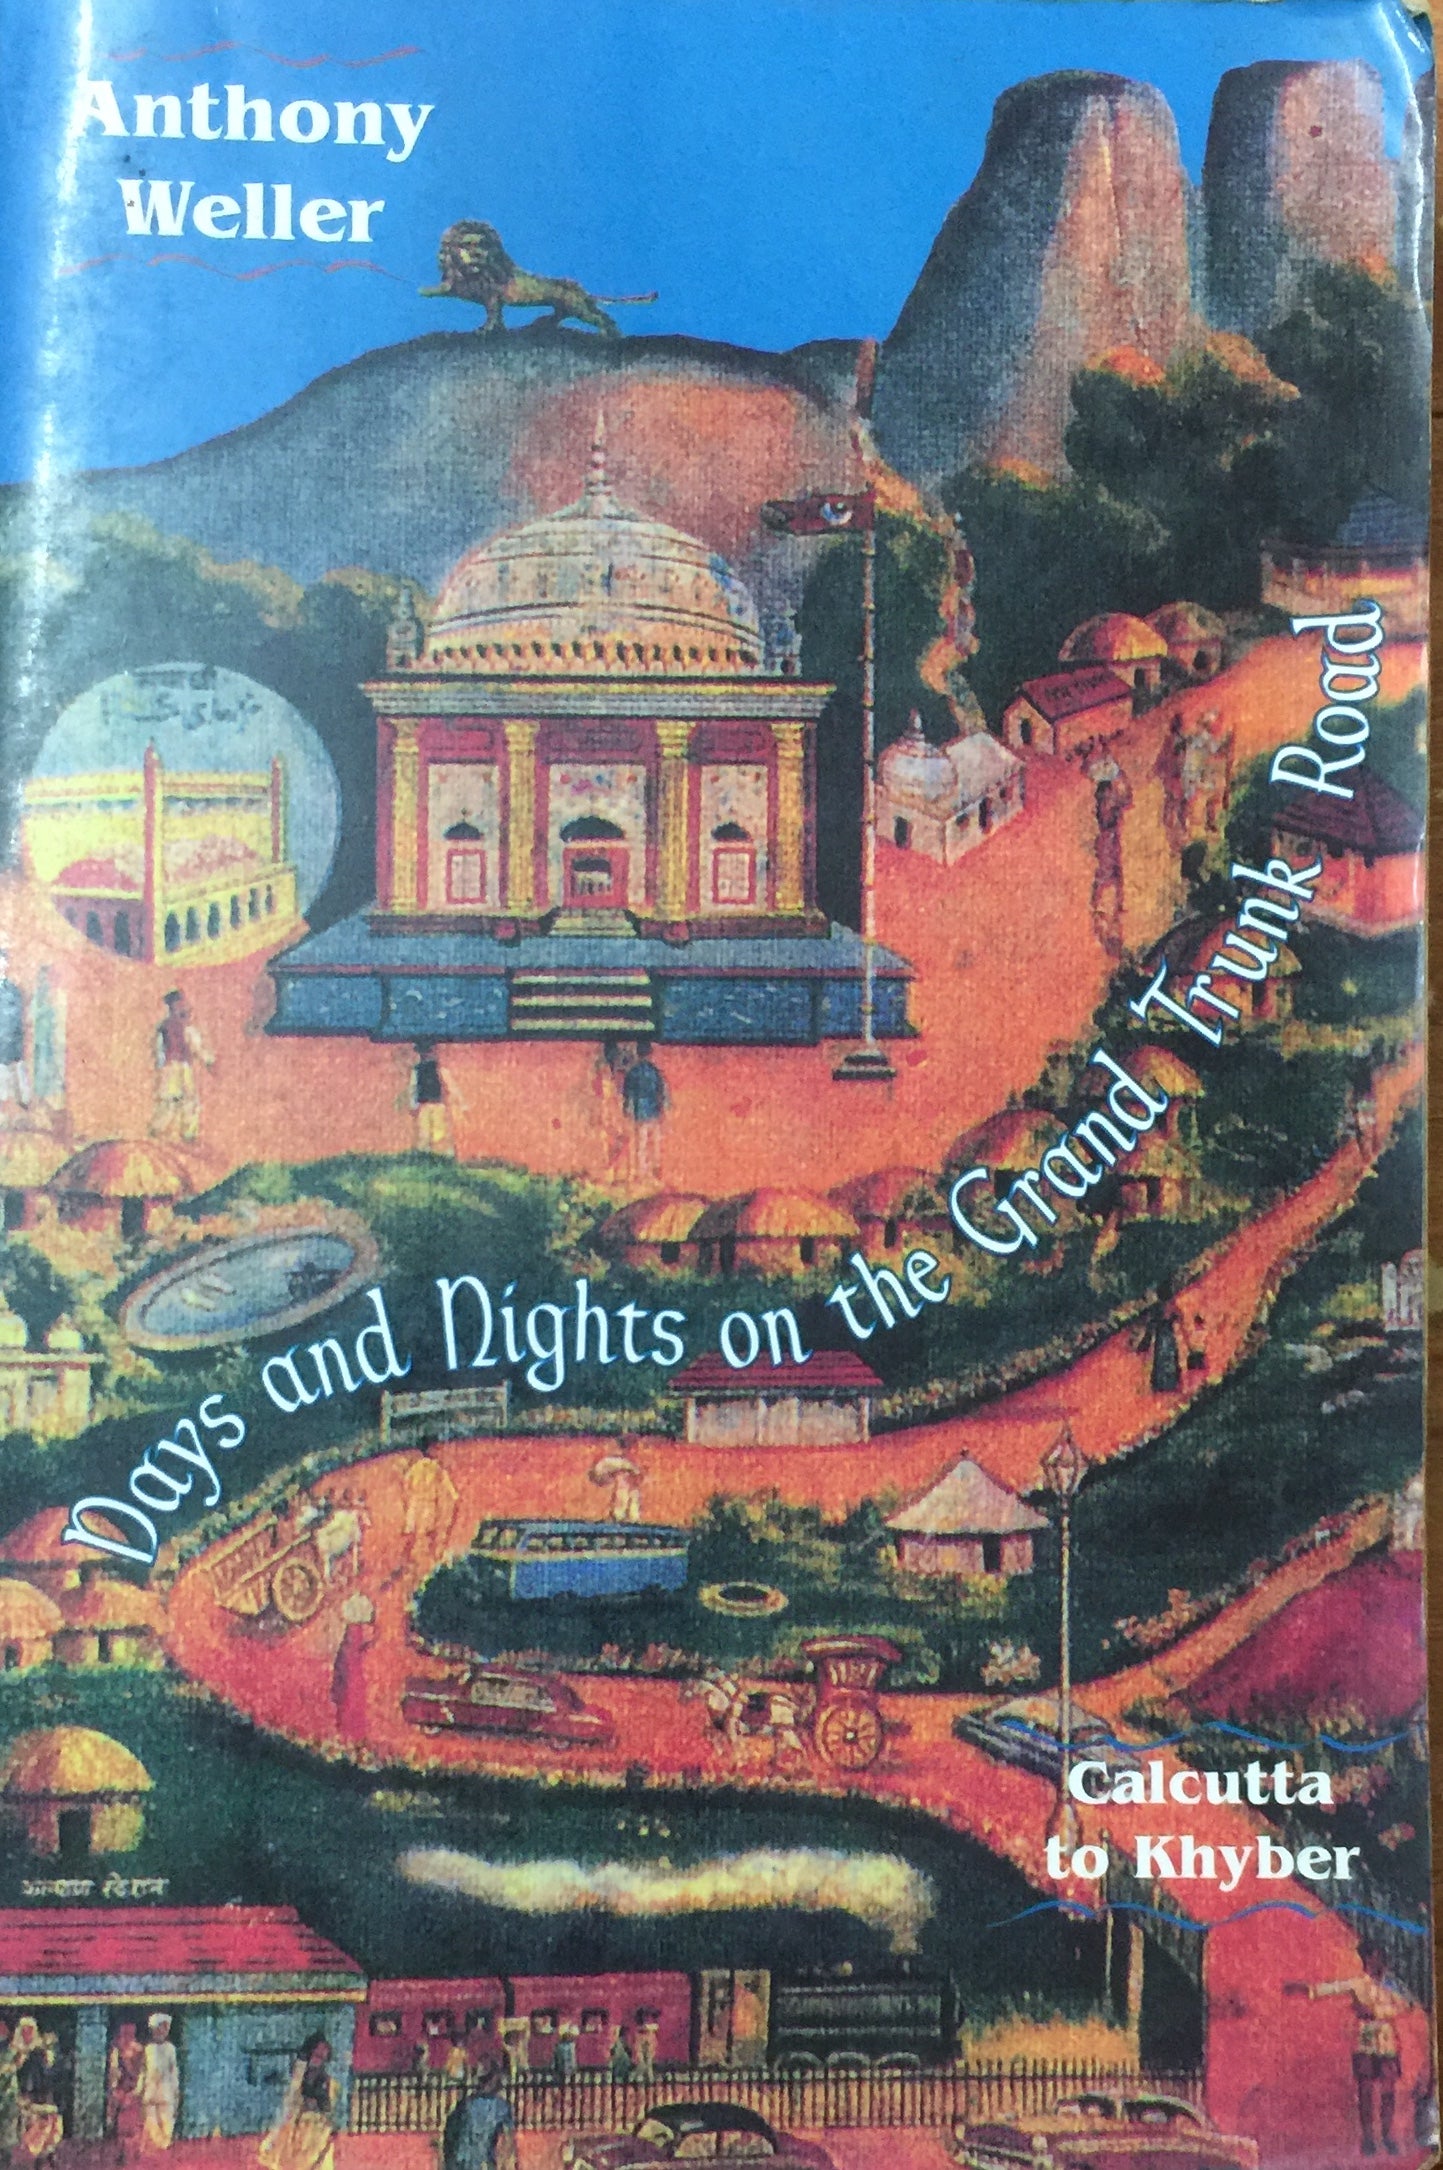 Anthony
Weller
Days and Nights on the Grand Trunk Road
Calcutta
to Khyber